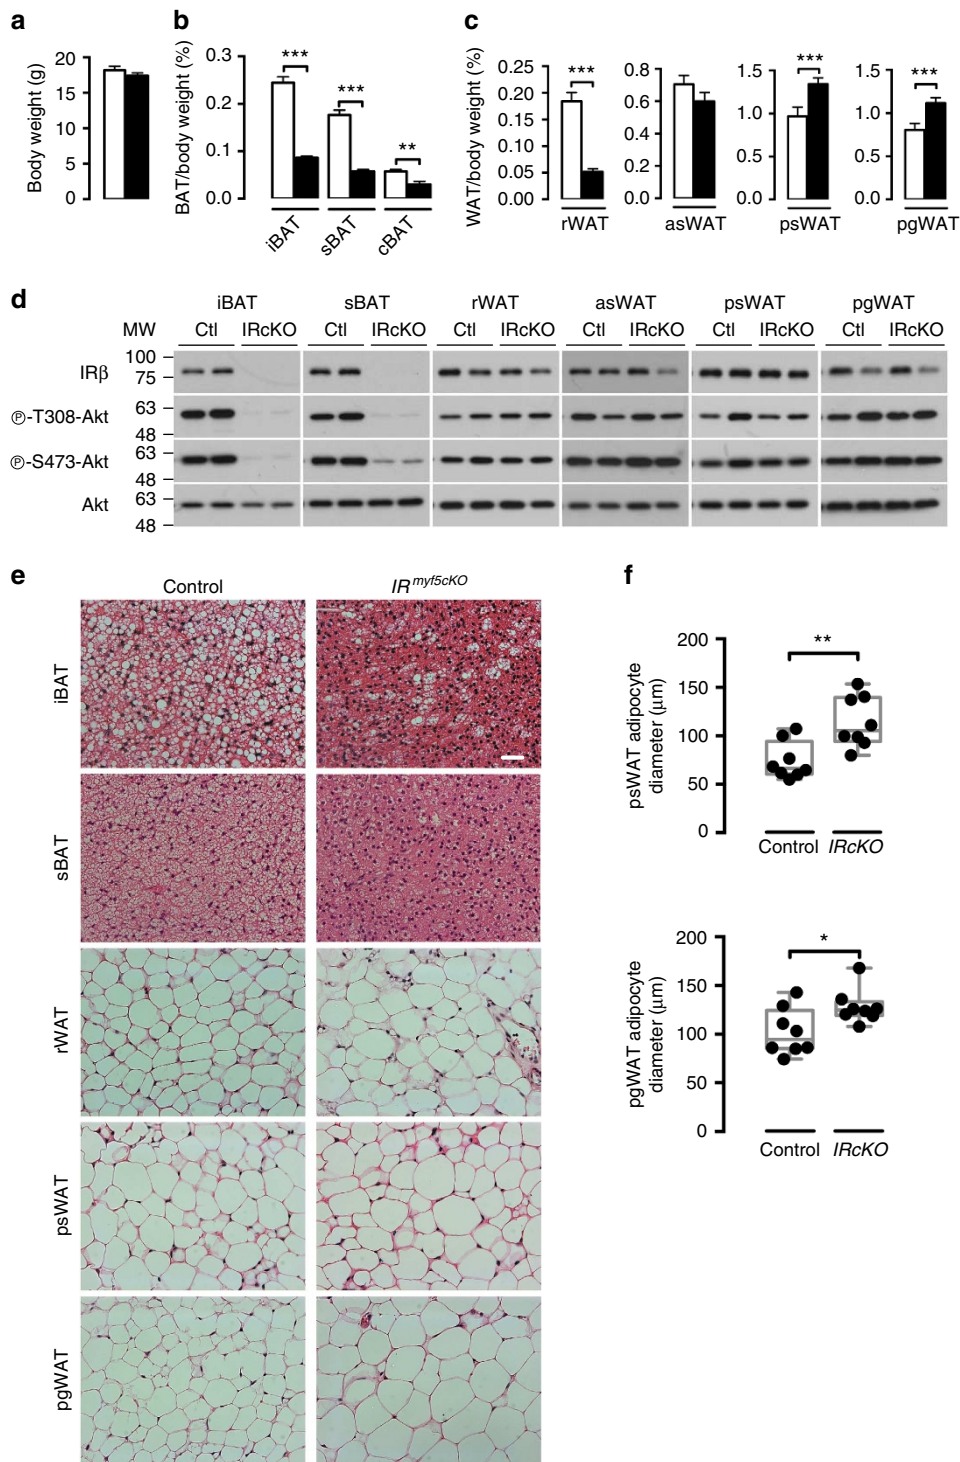 a
Body weight (g)
20
15
10
5
0
b
BAT/body weight (%)
0.3
0.2
0.1
0.0
***
***
**
iBAT
sBAT
cBAT
c
WAT/body weight (%)
0.25
0.20
0.15
0.10
0.05
0.00
***
rWAT
0.8
0.6
0.4
0.2
0.0
asWAT
1.5
1.0
0.5
0.0
***
psWAT
1.5
1.0
0.5
0.0
***
pgWAT
d
iBAT sBAT rWAT asWAT psWAT pgWAT
MW Ctl IRcKO Ctl IRcKO Ctl IRcKO Ctl IRcKO Ctl IRcKO Ctl IRcKO
IRβ 100
75
Ⓟ-T308-Akt 63
48
Ⓟ-S473-Akt 63
48
Akt 63
48
e
Control IRmyf5cKO
iBAT
sBAT
rWAT
psWAT
pgWAT
f
psWAT adipocyte
diameter (μm)
200
150
100
50
0
**
Control IRcKO
pgWAT adipocyte
diameter (μm)
200
150
100
50
0
*
Control IRcKO